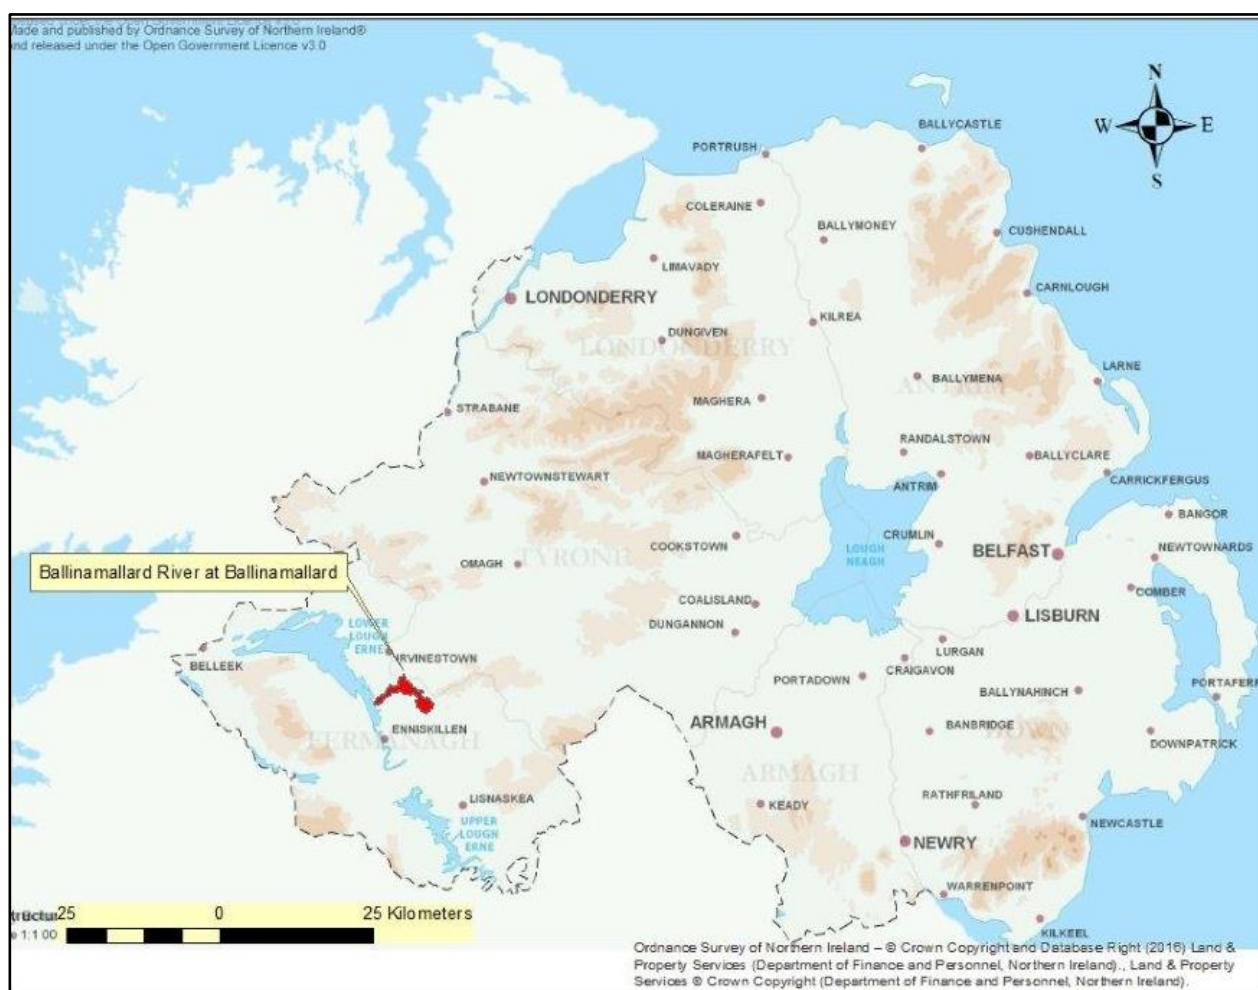 Made and published by Ordnance Survey of Northern Ireland®
and released under the Open Government Licence v3.0
N
W
E
S
BALLYCASTLE
PORTRUSH
COLERAINE
BALLYMONEY
CUSHENDALL
LIMAVADY
CARNLOUGH
LONDONDERRY
KILREA
DUNGIVEN
LONDONDERRY
LARNE
BALLYMENA
ANTRIM
MAGHERA
STRABANE
RANDALSTOWN
MAGHERAFELT
BALLYCLARE
NEWTOWNSTEWART
ANTRIM
CARRICKFERGUS
BANGOR
CRUMLIN
COOKSTOWN
LOUGH
NEAGH
BELFAST
NEWTOWNARDS
TYRONE
OMAGH
Ballinamallard River at Ballinamallard
COMBER
COALISLAND
LISBURN
LOWER
LOUGH
ERNE
DUNGANNON
LURGAN
IRVINESTOWN
BELLEEK
CRAIGAVON
PORTADOWN
BALLYNAHINCH
PORTAFER
ARMAGH
ENNISKILLEN
FERMANAGH
BANBRIDGE
DOWN
DOWNPATRICK
ARMAGH
LISNASKEA
KEADY
RATHFRILAND
UPPER
LOUGH
ERNE
NEWCASTLE
NEWRY
WARRENPOINT
KILKEEL
25 0 25 Kilometers
1:1 00
Ordnance Survey of Northern Ireland – © Crown Copyright and Database Right (2016) Land &
Property Services (Department of Finance and Personnel, Northern Ireland)., Land & Property
Services © Crown Copyright (Department of Finance and Personnel, Northern Ireland).